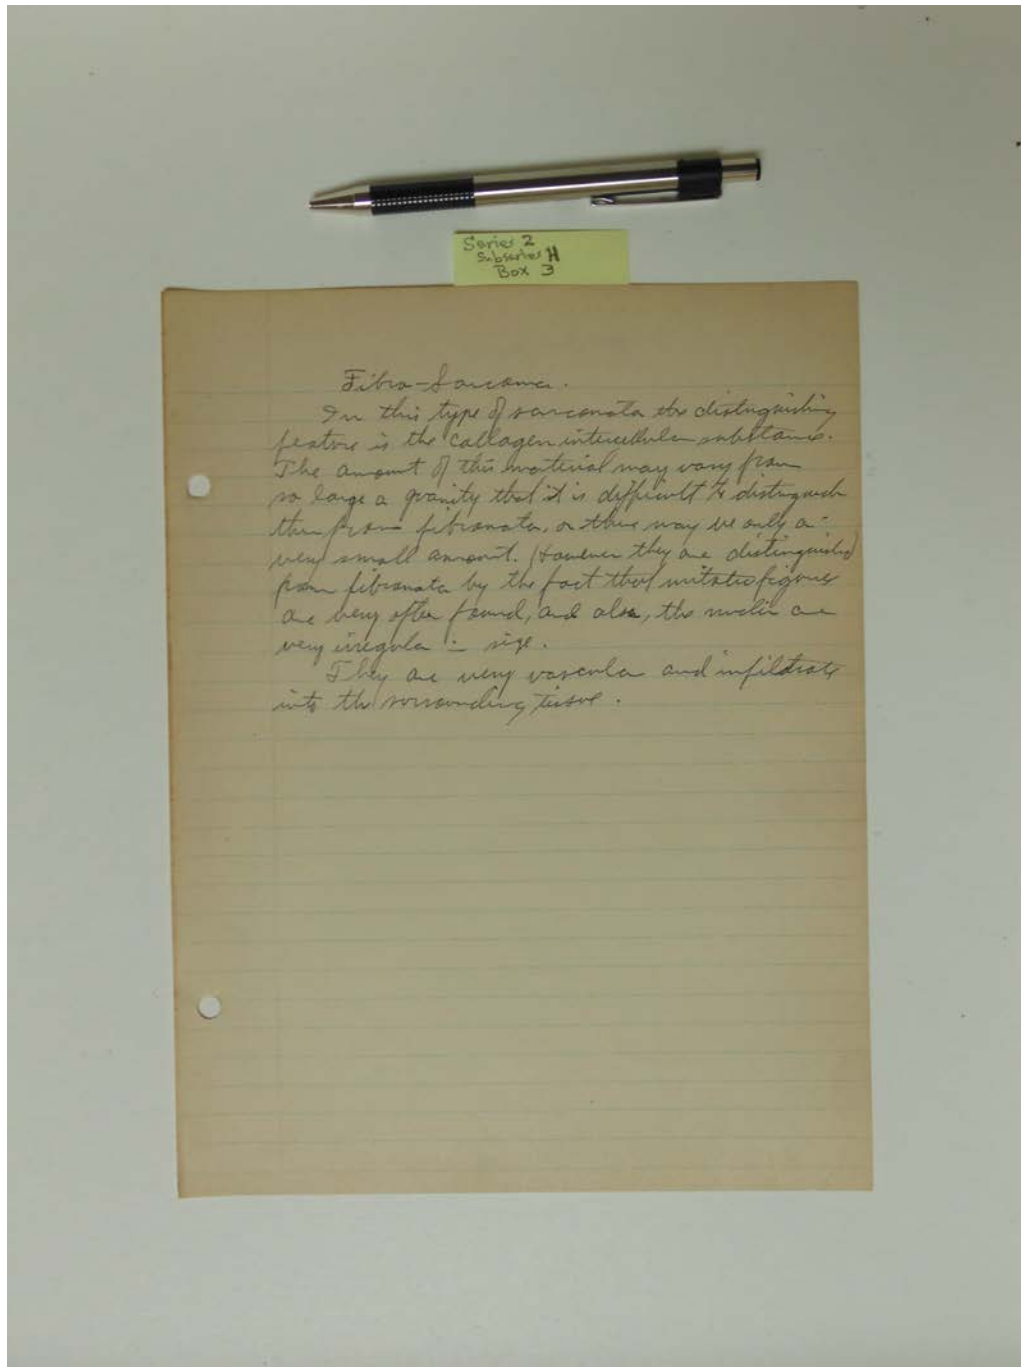 Series 2
Subseries H
Box 3
Fibro-Sarcoma.
In this type of sarcomata the distinguishing
feature is the collagen intercellular substance.
The amount of this material may vary from
so large a quanity that it is difficult to distinguish
them from fibromata, or there may be only a
very small amount. However they are distinguished
from fibromata by the fact that mitotic figures
are very often found, and also, the nuclei are
very irregular in size.
They are very vascular and infiltrate
into the surrounding tissue.